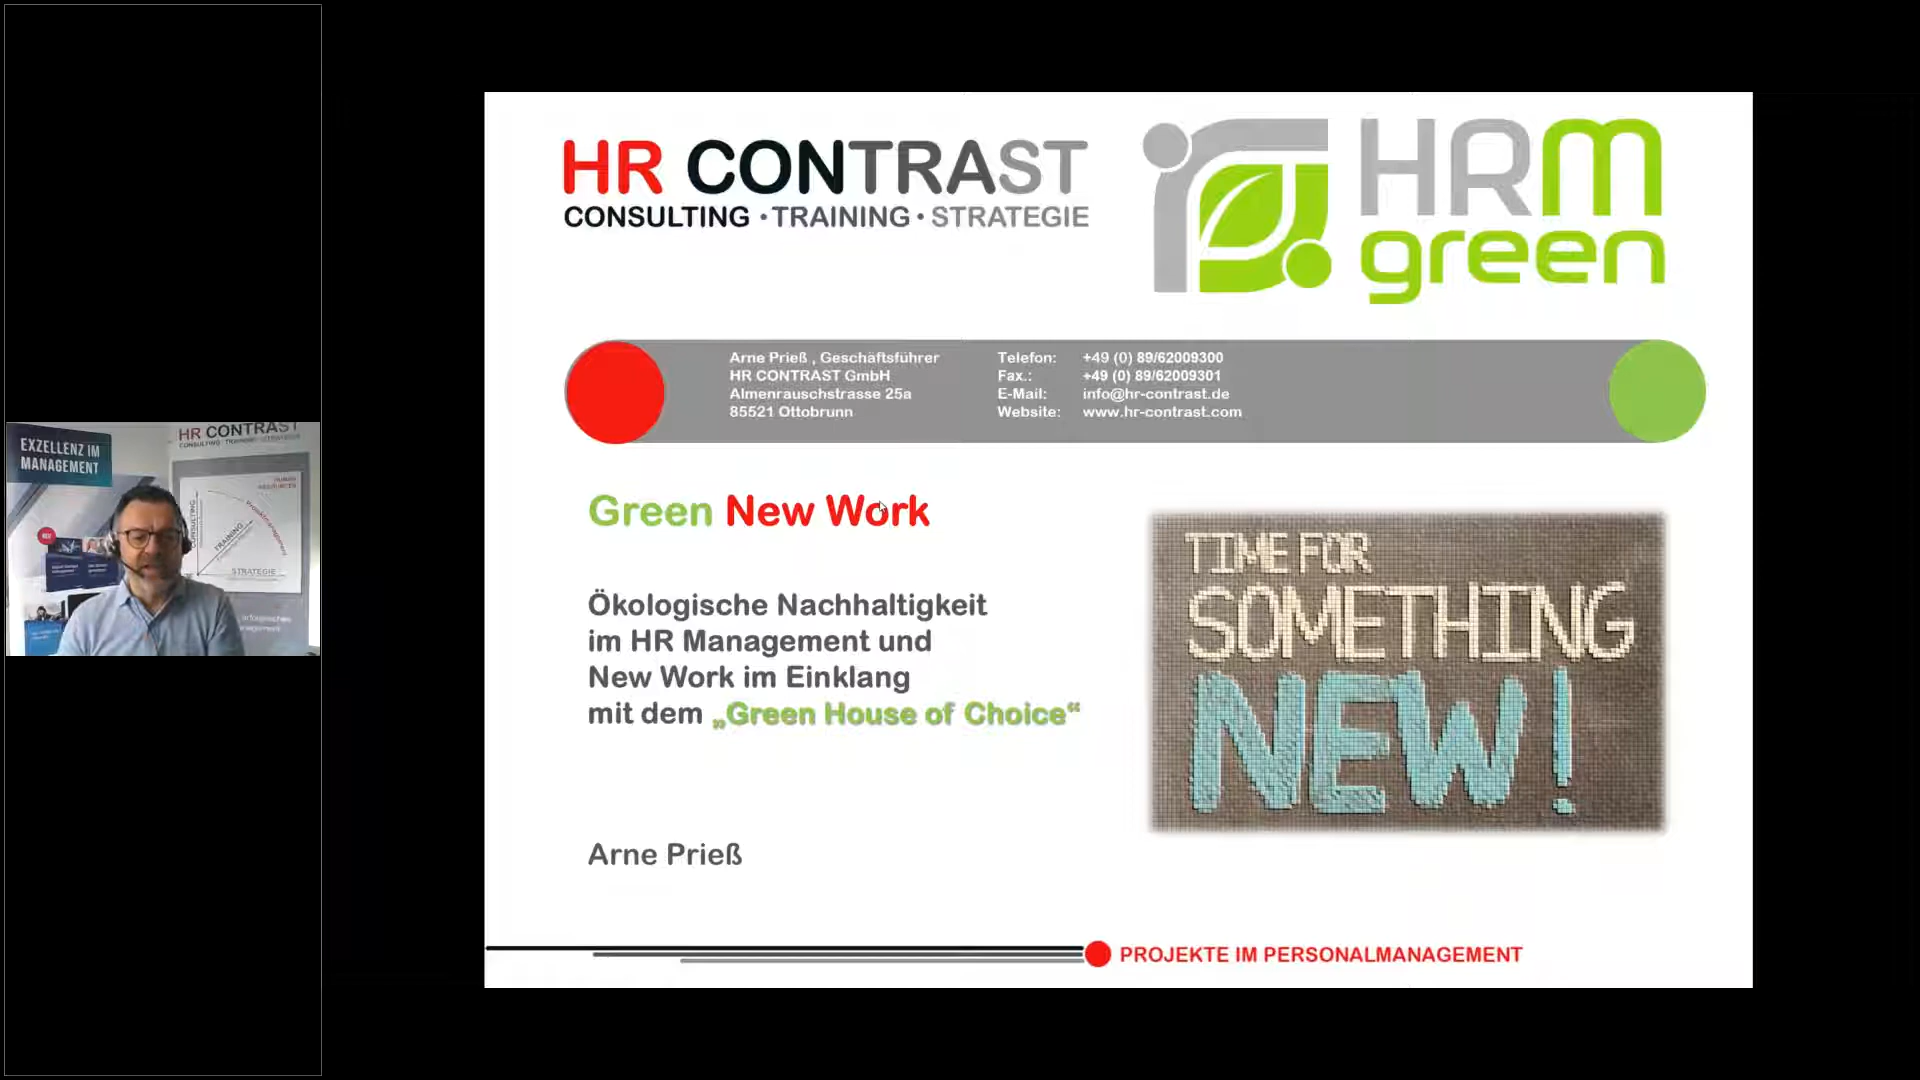 EXZELLENZ IM
MANAGEMENT
HR CONTRAST
TRAINING
STRATEGIE
HR CONTRAST
CONSULTING • TRAINING • STRATEGIE
HRM
green
Arne Prieß , Geschäftsführer
HR CONTRAST GmbH
Almenrauschstrasse 25a
85521 Ottobrunn
Telefon: +49 (0) 89/62009300
Fax.: +49 (0) 89/62009301
E-Mail: info@hr-contrast.de
Website: www.hr-contrast.com
Green New Work
Ökologische Nachhaltigkeit
im HR Management und
New Work im Einklang
mit dem „Green House of Choice“
Arne Prieß
TIME FOR
SOMETHING
NEW!
PROJEKTE IM PERSONALMANAGEMENT